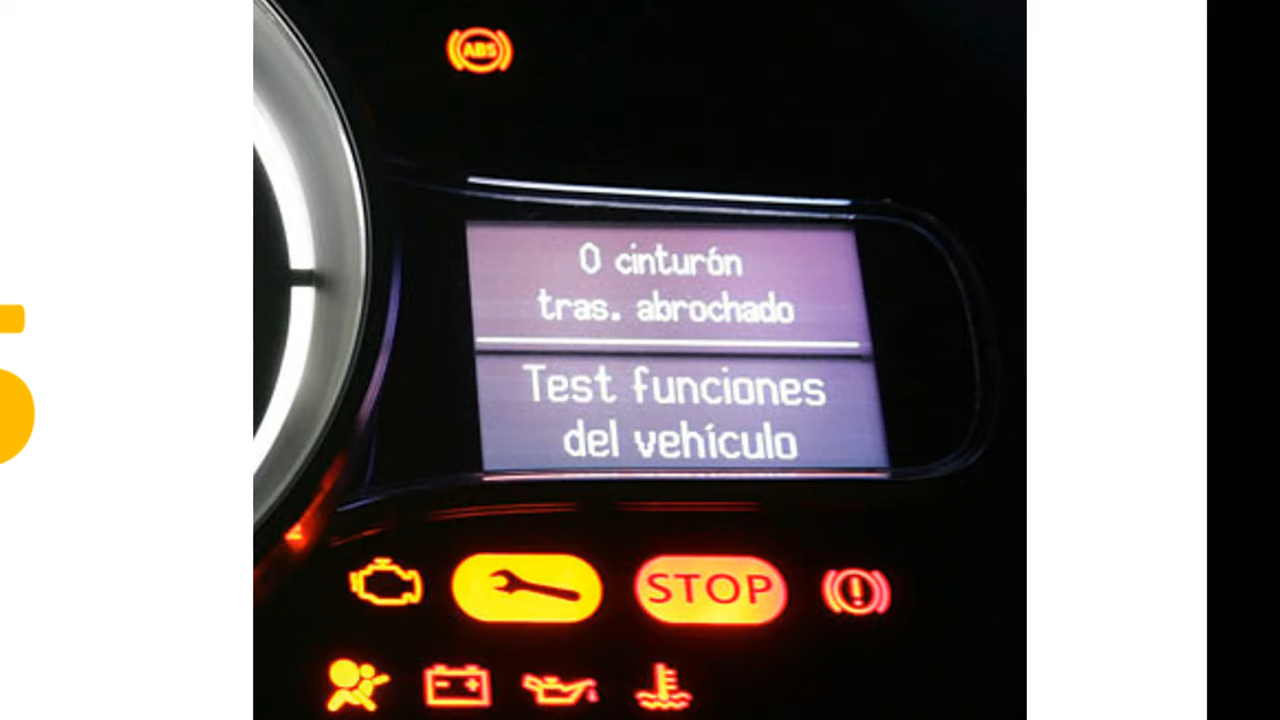 ABS
0 cinturón
tras. abrochado
Test funciones
del vehículo
STOP